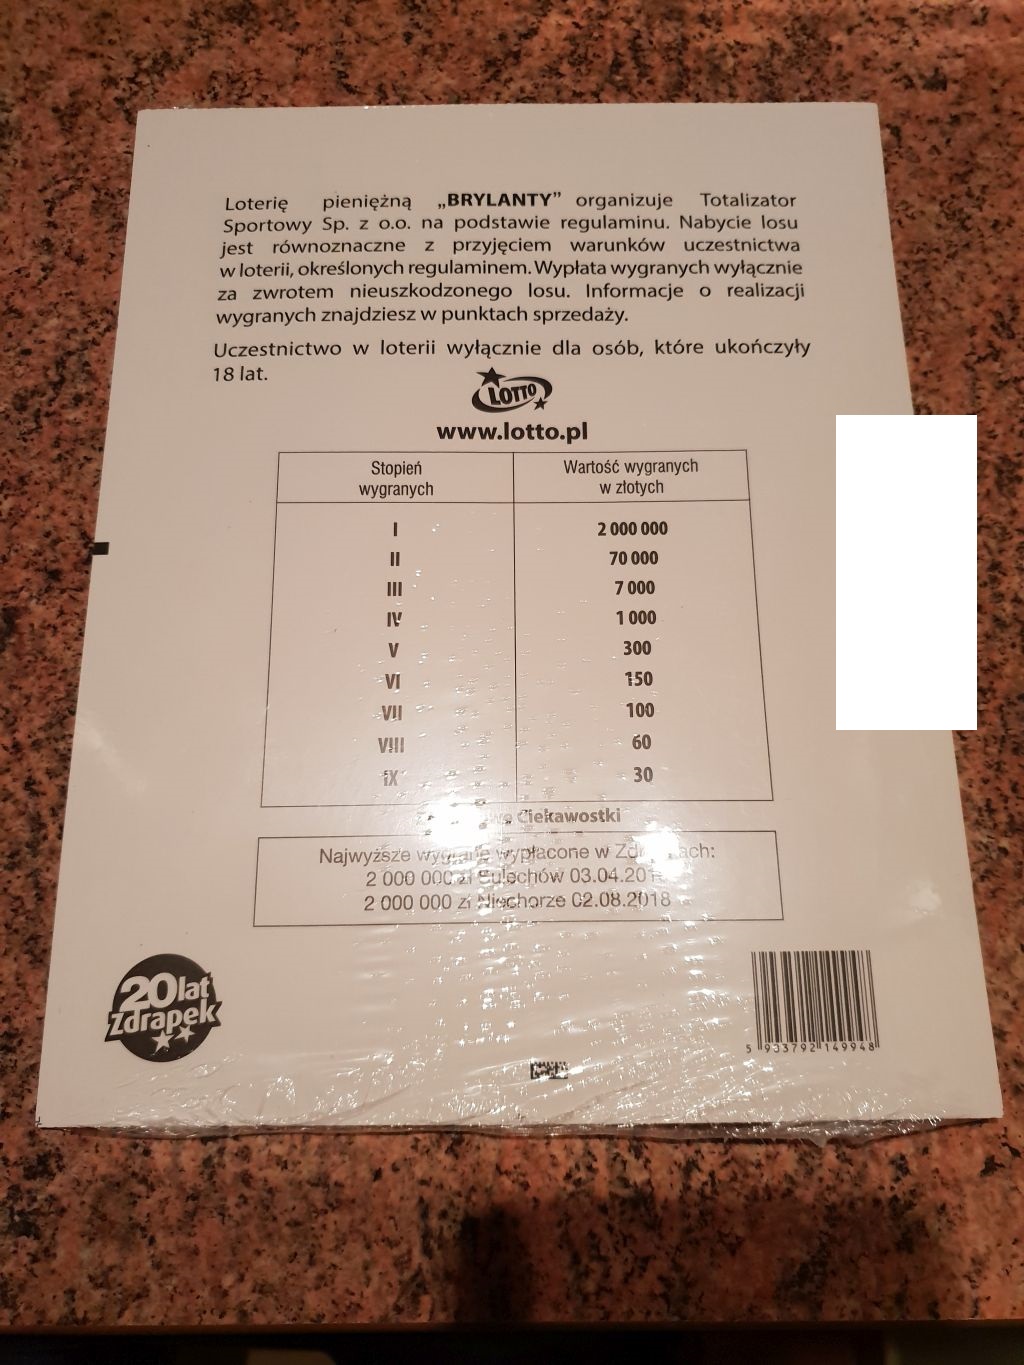 Loterię pieniężną „BRYLANTY” organizuje Totalizator
Sportowy Sp. z o.o. na podstawie regulaminu. Nabycie losu
jest równoznaczne z przyjęciem warunków uczestnictwa
w loterii, określonych regulaminem. Wypłata wygranych wyłącznie
za zwrotem nieuszkodzonego losu. Informacje o realizacji
wygranych znajdziesz w punktach sprzedaży.
Uczestnictwo w loterii wyłącznie dla osób, które ukończyły
18 lat.
LOTTO
www.lotto.pl
Stopień wygranych
Wartość wygranych w złotych
I 2 000 000
II 70 000
III 7 000
IV 1 000
V 300
VI 150
VII 100
VIII 60
IX 30
Ciekawostki
Najwyższe wygrane wypłacone w
2 000 000 zł Sulechów
2 000 000 zł Niechorze 02.08.2018
20 lat
Zdrapek
5 903792 149948